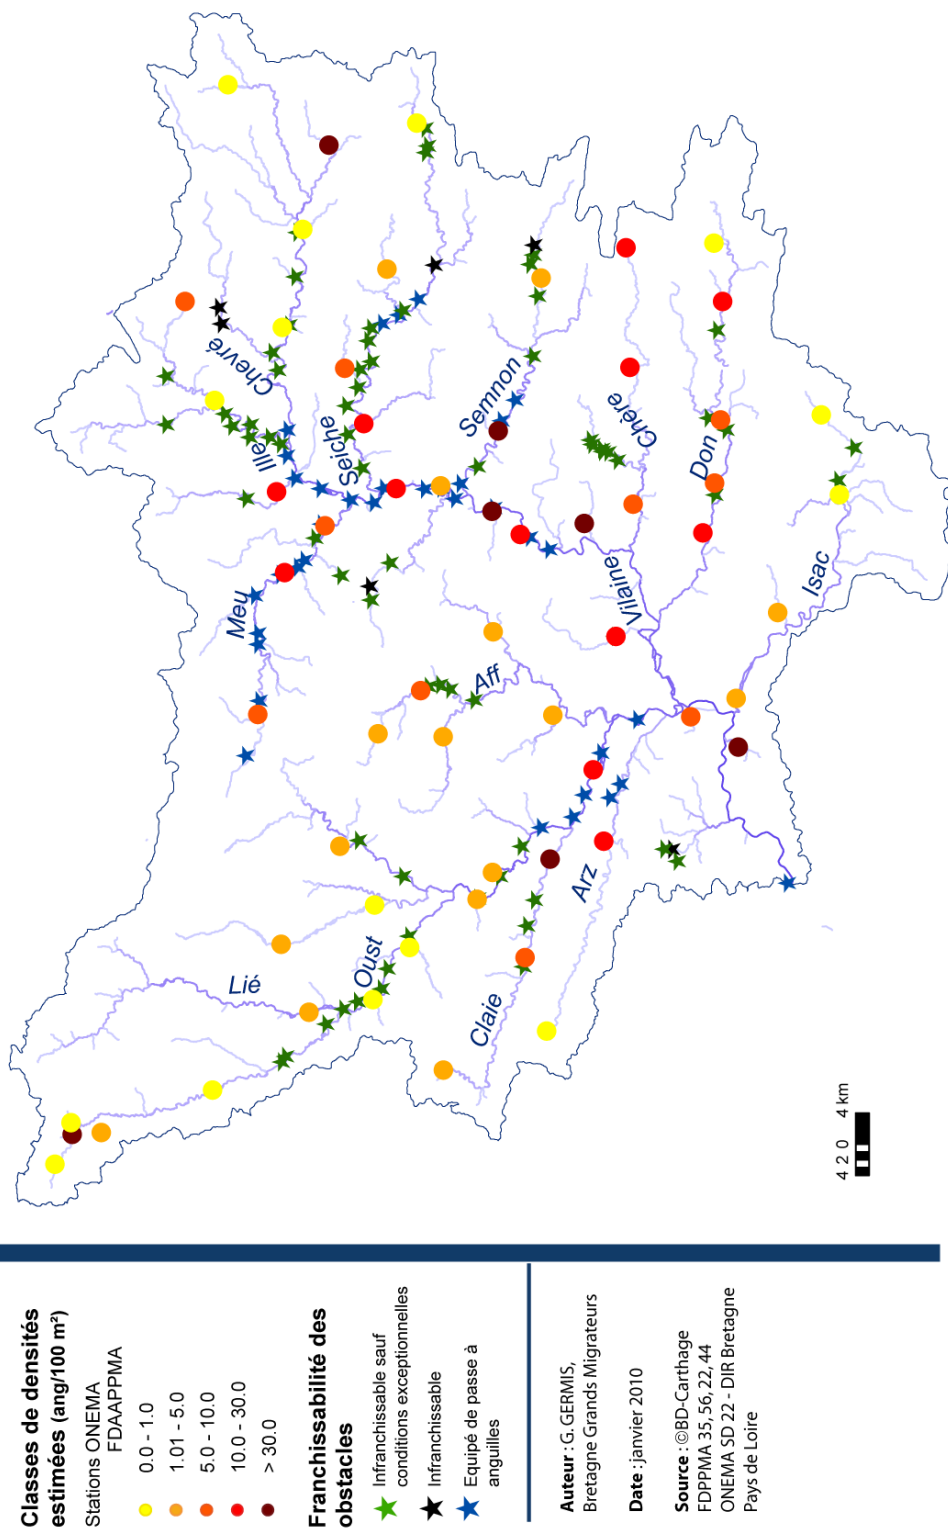 Classes de densités
estimées (ang/100 m²)
Stations ONEMA
FDAAPPMA
0.0 - 1.0
1.01 - 5.0
5.0 - 10.0
10.0 - 30.0
> 30.0
Franchissabilité des
obstacles
Infranchissable sauf
conditions exceptionnelles
Infranchissable
Equipé de passe à
anguilles
Auteur : G. GERMIS,
Bretagne Grands Migrateurs
Date : janvier 2010
Source : ©BD-Carthage
FDPPMA 35, 56, 22, 44
ONEMA SD 22 - DIR Bretagne
Pays de Loire
Lié
Oust
Claie
Arz
Meu
Aff
Ille
Chevré
Seiche
Semnon
Chère
Don
Vilaine
Isac
4 2 0 4 km